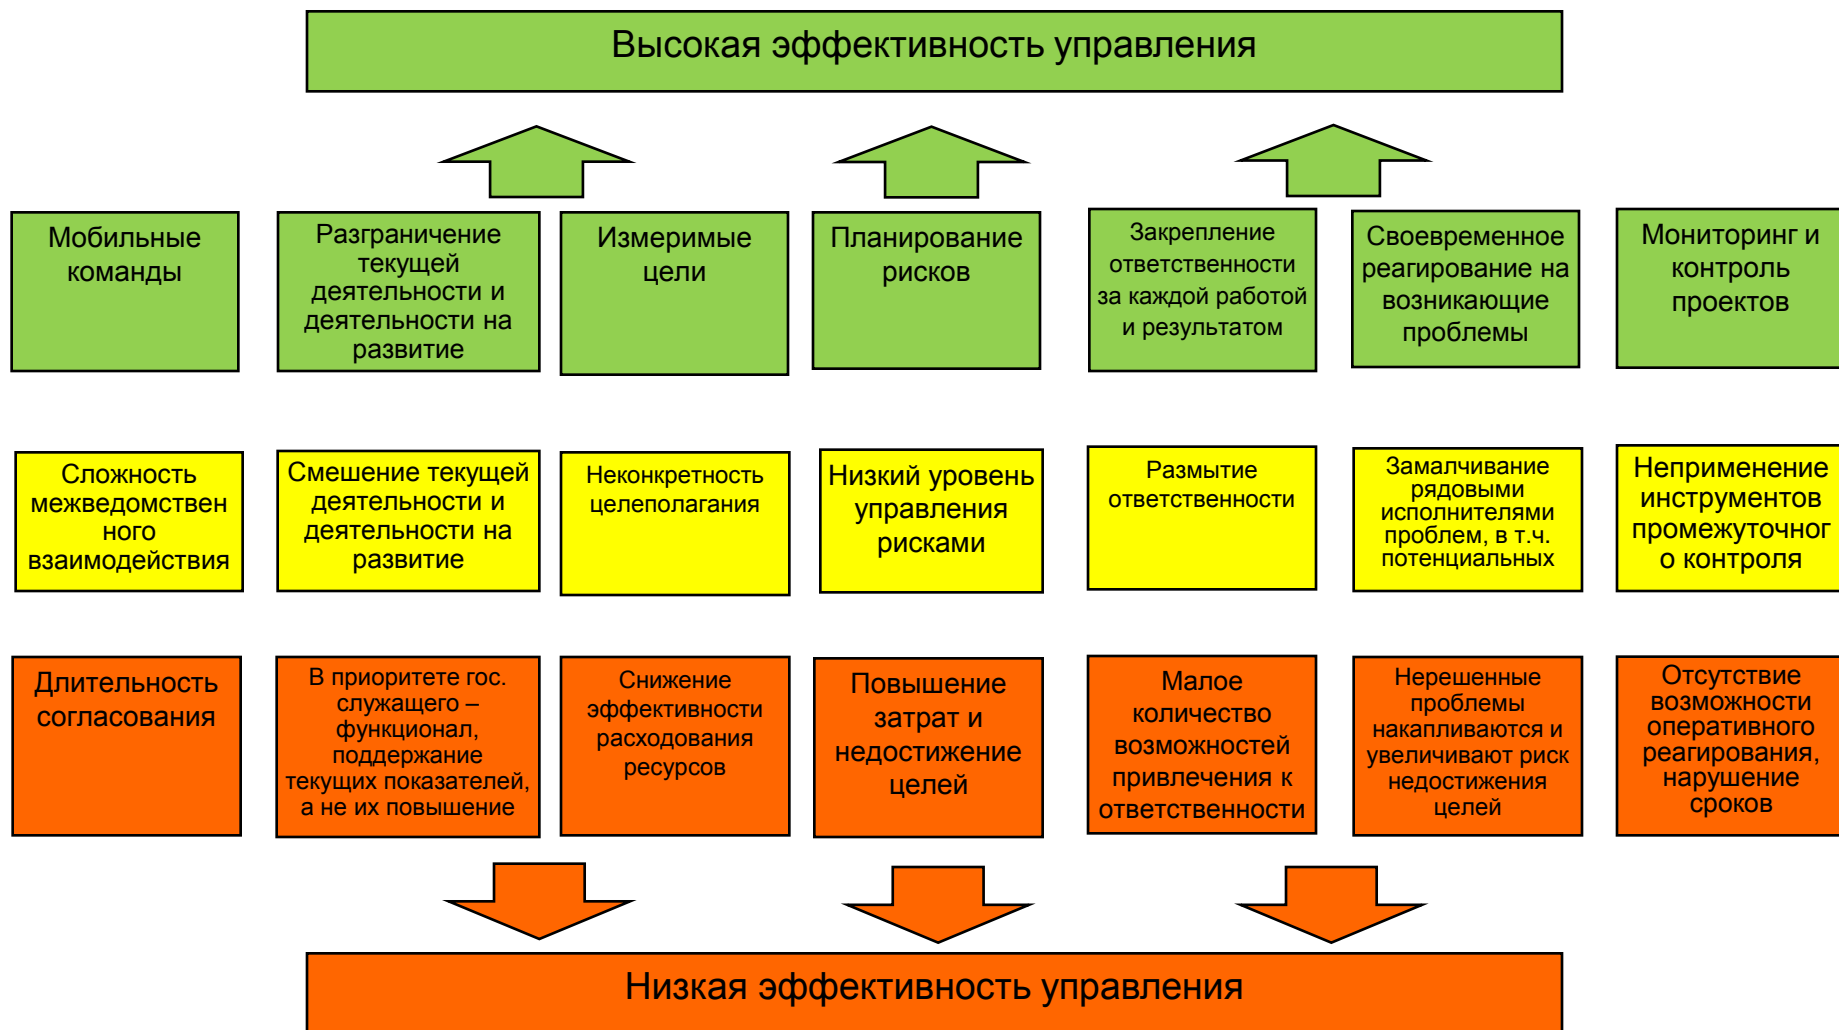 Высокая эффективность управления
Мобильные
команды
Разграничение
текущей
деятельности и
деятельности на
развитие
Измеримые
цели
Планирование
рисков
Закрепление
ответственности
за каждой работой
и результатом
Своевременное
реагирование на
возникающие
проблемы
Мониторинг и
контроль
проектов
Сложность
межведомствен
ного
взаимодействия
Смешение текущей
деятельности и
деятельности на
развитие
Неконкретность
целеполагания
Низкий уровень
управления
рисками
Размытие
ответственности
Замалчивание
рядовыми
исполнителями
проблем, в т.ч.
потенциальных
Неприменение
инструментов
промежуточног
о контроля
Длительность
согласования
В приоритете гос.
служащего –
функционал,
поддержание
текущих показателей,
а не их повышение
Снижение
эффективности
расходования
ресурсов
Повышение
затрат и
недостижение
целей
Малое
количество
возможностей
привлечения к
ответственности
Нерешенные
проблемы
накапливаются и
увеличивают риск
недостижения
целей
Отсутствие
возможности
оперативного
реагирования,
нарушение
сроков
Низкая эффективность управления